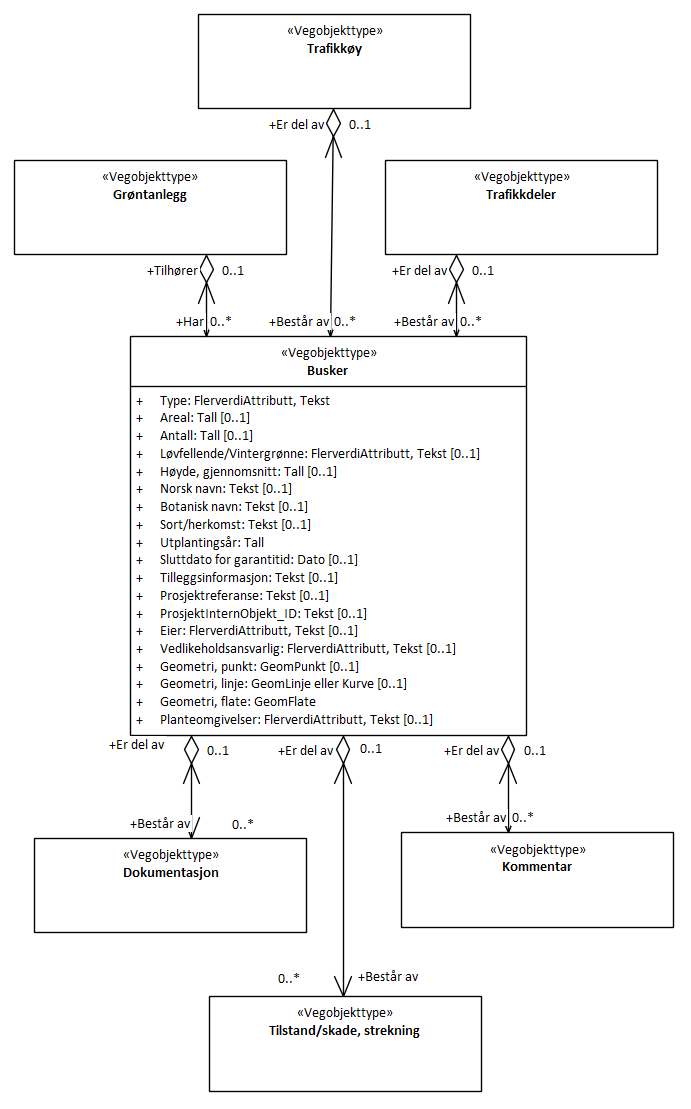 «Vegobjekttype»
Trafikkøy
+Er del av 0..1
«Vegobjekttype»
Grøntanlegg
«Vegobjekttype»
Trafikkdeler
+Tilhører 0..1
+Er del av 0..1
+Har 0..*
+Består av 0..*
+Består av 0..*
«Vegobjekttype»
Busker
+ Type: FlerverdiAttributt, Tekst
+ Areal: Tall [0..1]
+ Antall: Tall [0..1]
+ Løvfellende/Vintergrønne: FlerverdiAttributt, Tekst [0..1]
+ Høyde, gjennomsnitt: Tall [0..1]
+ Norsk navn: Tekst [0..1]
+ Botanisk navn: Tekst [0..1]
+ Sort/herkomst: Tekst [0..1]
+ Utplantingsår: Tall
+ Sluttdato for garantitid: Dato [0..1]
+ Tilleggsinformasjon: Tekst [0..1]
+ Prosjektreferanse: Tekst [0..1]
+ ProsjektInternObjekt_ID: Tekst [0..1]
+ Eier: FlerverdiAttributt, Tekst [0..1]
+ Vedlikeholdsansvarlig: FlerverdiAttributt, Tekst [0..1]
+ Geometri, punkt: GeomPunkt [0..1]
+ Geometri, linje: GeomLinje eller Kurve [0..1]
+ Geometri, flate: GeomFlate
+ Planteomgivelser: FlerverdiAttributt, Tekst [0..1]
+Er del av 0..1
+Er del av 0..1
+Er del av 0..1
+Består av 0..*
+Består av 0..*
«Vegobjekttype»
Dokumentasjon
«Vegobjekttype»
Kommentar
0..* +Består av
«Vegobjekttype»
Tilstand/skade, strekning